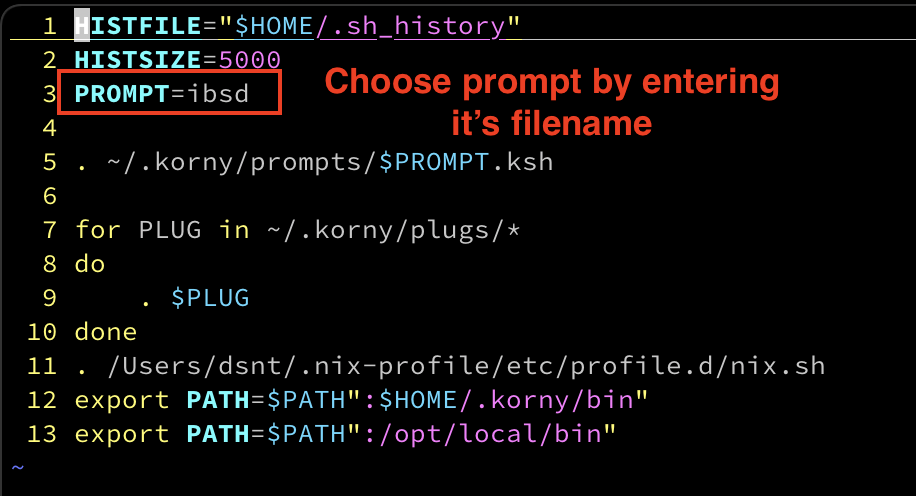 1 HISTFILE="$HOME/.sh_history"
2 HISTSIZE=5000
3 PROMPT=ibsd
Choose prompt by entering
it’s filename
4
5 . ~/.korny/prompts/$PROMPT.ksh
6
7 for PLUG in ~/.korny/plugs/*
8 do
9     . $PLUG
10 done
11 . /Users/dsnt/.nix-profile/etc/profile.d/nix.sh
12 export PATH=$PATH":$HOME/.korny/bin"
13 export PATH=$PATH":/opt/local/bin"
~